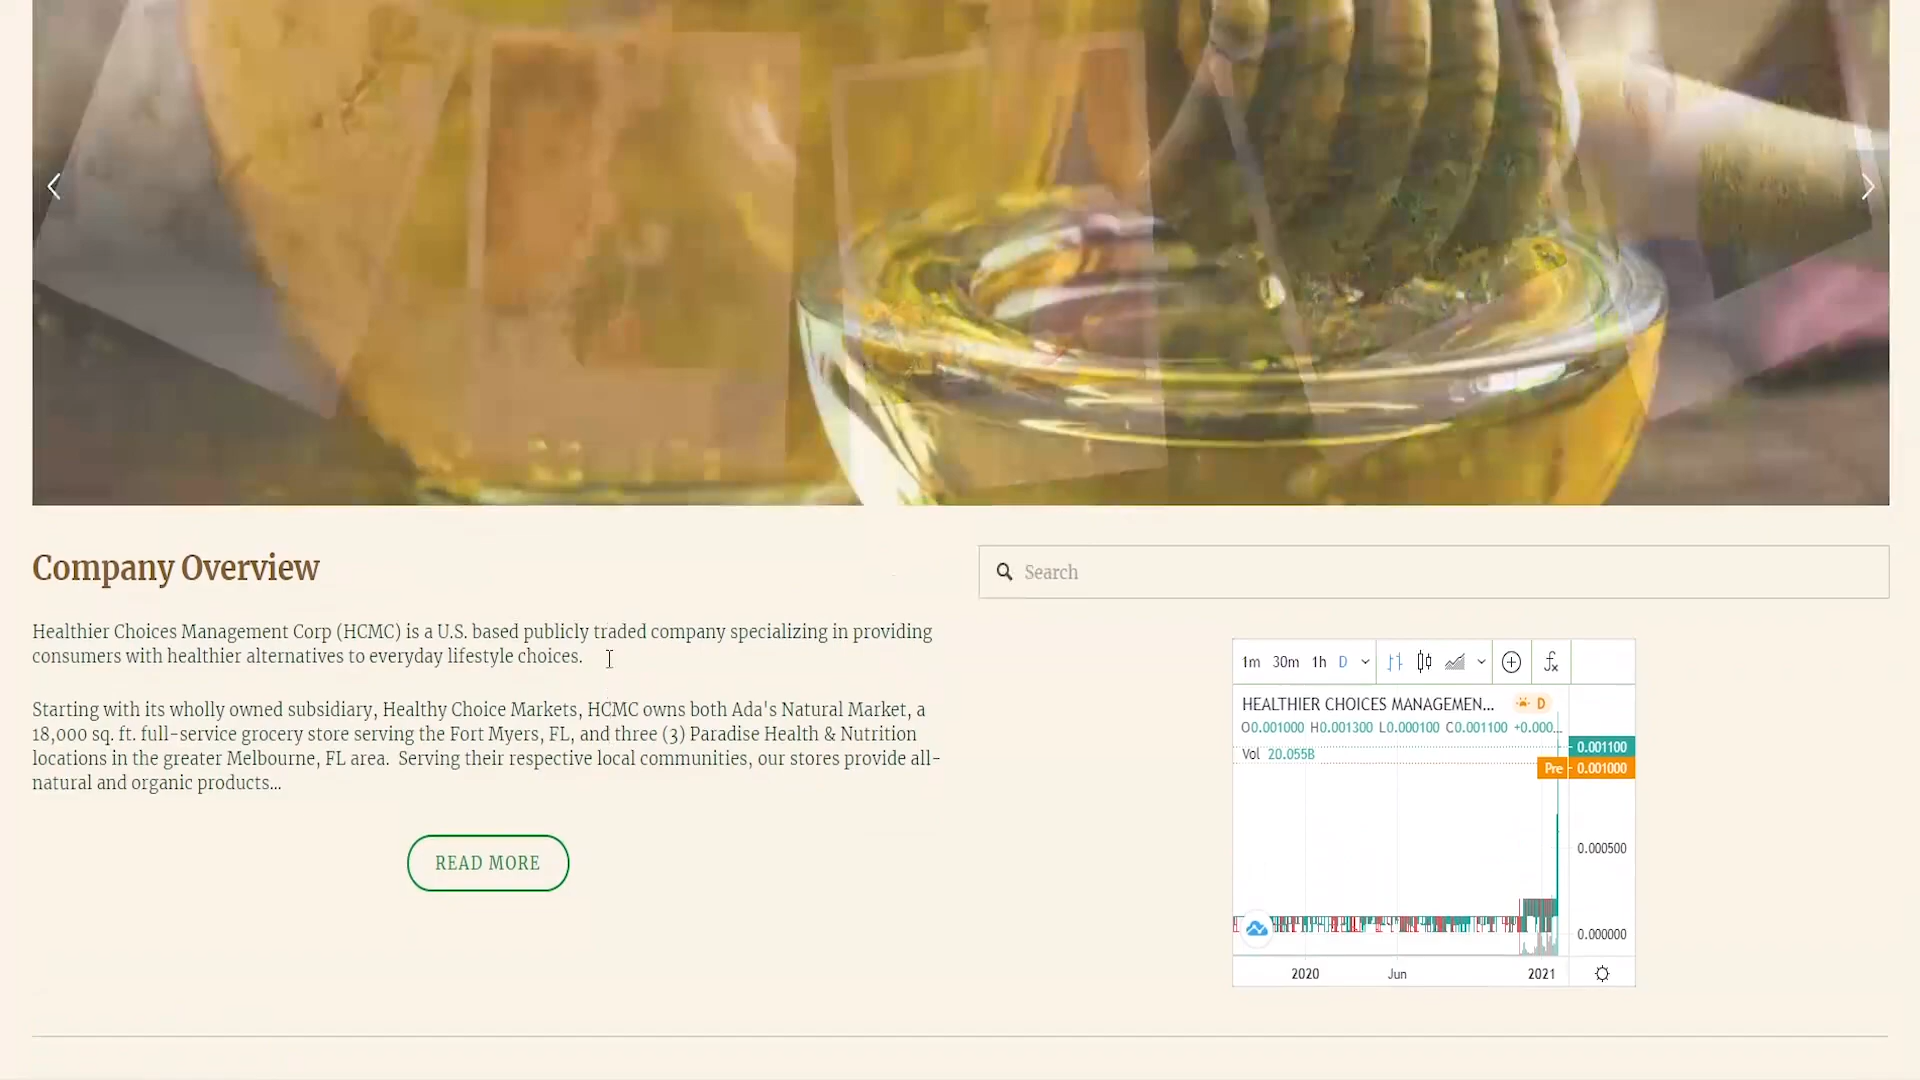 Company Overview
Healthier Choices Management Corp (HCMC) is a U.S. based publicly traded company specializing in providing
consumers with healthier alternatives to everyday lifestyle choices.
Starting with its wholly owned subsidiary, Healthy Choice Markets, HCMC owns both Ada's Natural Market, a
18,000 sq. ft. full-service grocery store serving the Fort Myers, FL, and three (3) Paradise Health & Nutrition
locations in the greater Melbourne, FL area. Serving their respective local communities, our stores provide all-
natural and organic products...
READ MORE
Search
1m 30m 1h D
HEALTHIER CHOICES MANAGEMEN... D
O0.001000 H0.001300 L0.000100 C0.001100 +0.000...
Vol 20.055B
0.001100
Pre 0.001000
0.000500
0.000000
2020 Jun 2021